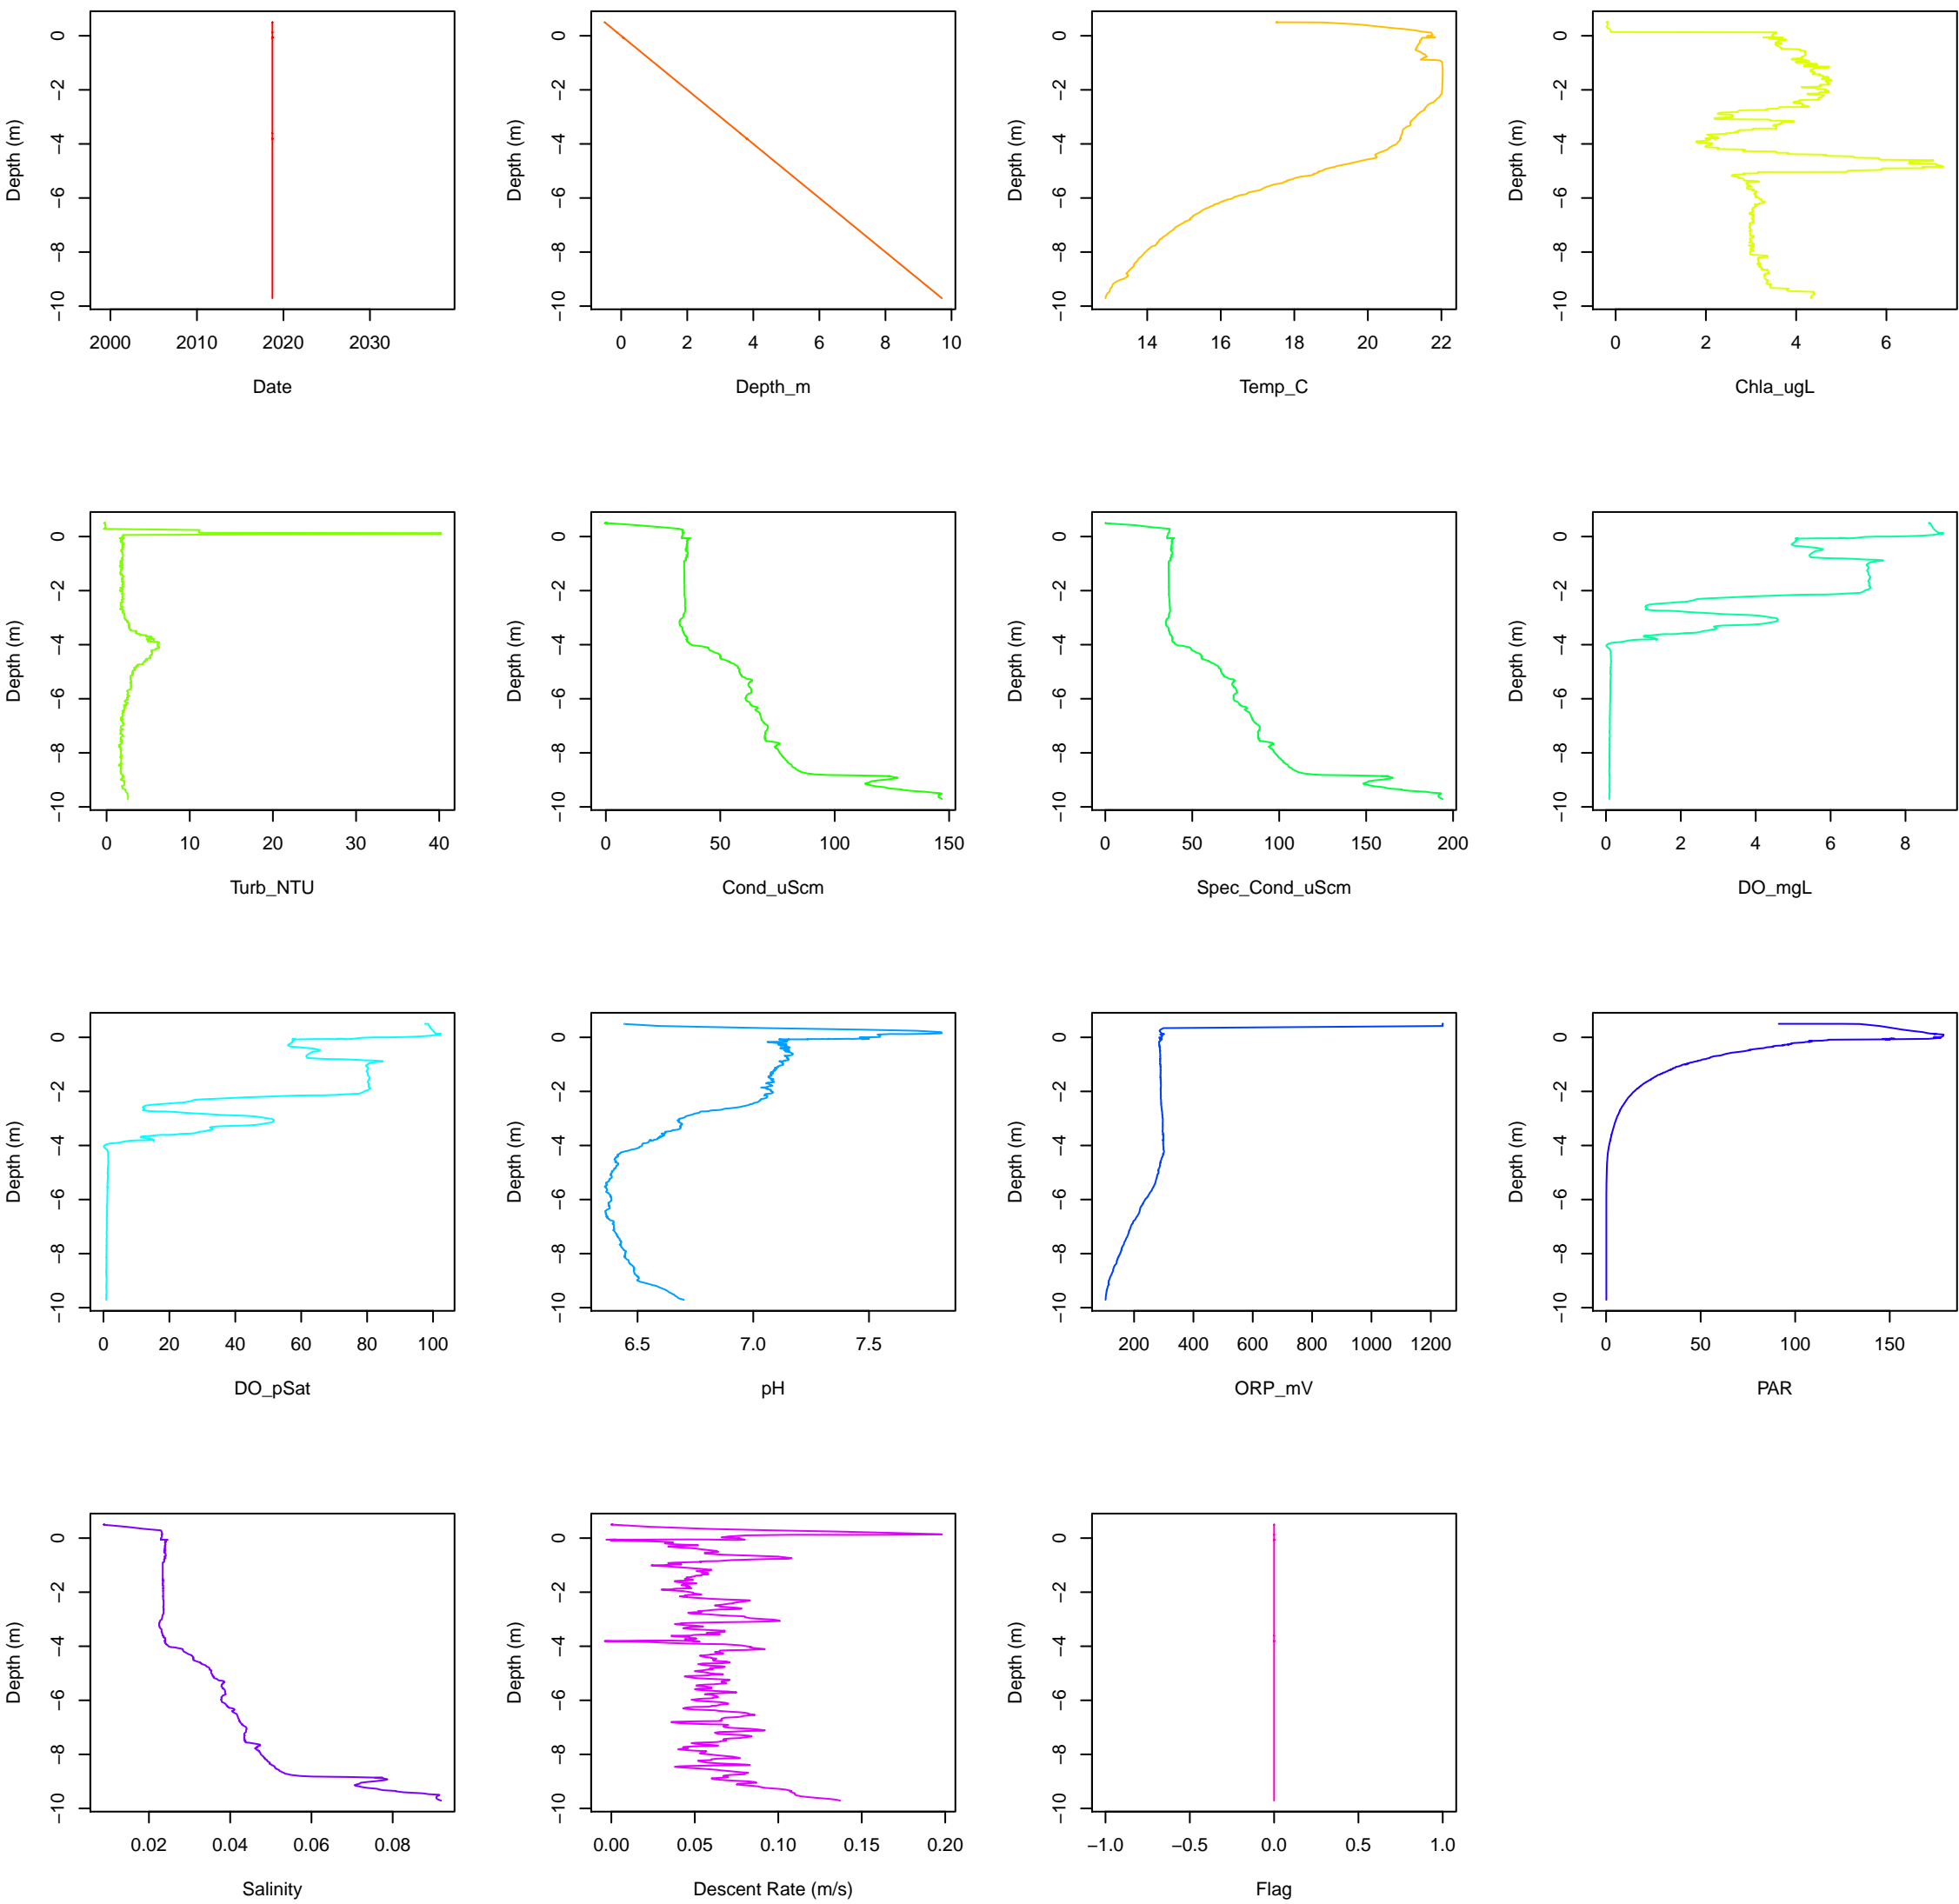 Depth (m)
0
−2
−4
−6
−8
−10
2000 2010 2020 2030
Date
Depth (m)
0
−2
−4
−6
−8
−10
0 2 4 6 8 10
Depth_m
Depth (m)
0
−2
−4
−6
−8
−10
14 16 18 20 22
Temp_C
Depth (m)
0
−2
−4
−6
−8
−10
0 2 4 6
Chla_ugL
Depth (m)
0
−2
−4
−6
−8
−10
0 10 20 30 40
Turb_NTU
Depth (m)
0
−2
−4
−6
−8
−10
0 50 100 150
Cond_uScm
Depth (m)
0
−2
−4
−6
−8
−10
0 50 100 150 200
Spec_Cond_uScm
Depth (m)
0
−2
−4
−6
−8
−10
0 2 4 6 8
DO_mgL
Depth (m)
0
−2
−4
−6
−8
−10
0 20 40 60 80 100
DO_pSat
Depth (m)
0
−2
−4
−6
−8
−10
6.5 7.0 7.5
pH
Depth (m)
0
−2
−4
−6
−8
−10
200 400 600 800 1000 1200
ORP_mV
Depth (m)
0
−2
−4
−6
−8
−10
0 50 100 150
PAR
Depth (m)
0
−2
−4
−6
−8
−10
0.02 0.04 0.06 0.08
Salinity
Depth (m)
0
−2
−4
−6
−8
−10
0.00 0.05 0.10 0.15 0.20
Descent Rate (m/s)
Depth (m)
0
−2
−4
−6
−8
−10
−1.0 −0.5 0.0 0.5 1.0
Flag